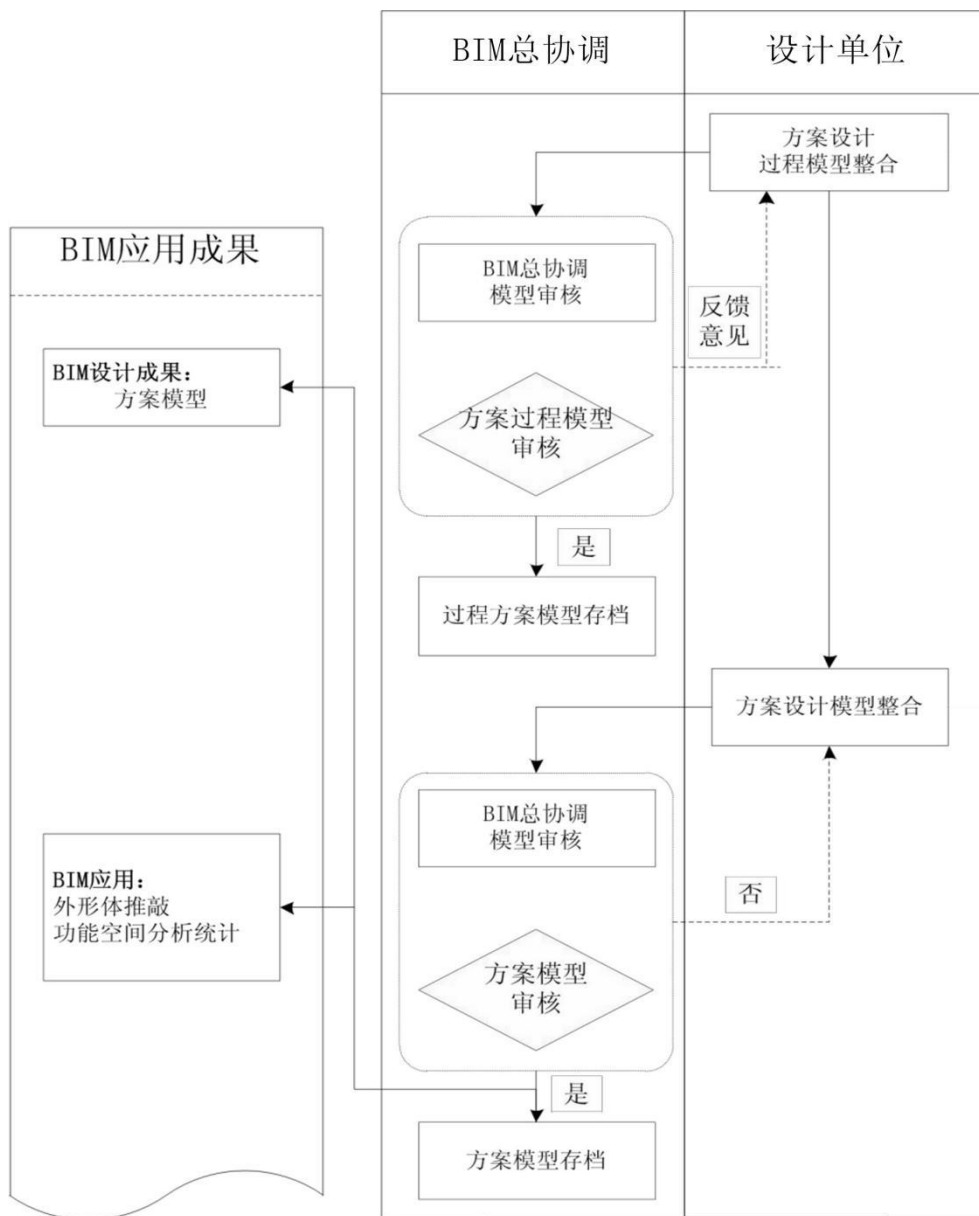 BIM总协调
设计单位
方案设计
过程模型整合
BIM应用成果
BIM总协调
模型审核
反馈
意见
BIM设计成果：
方案模型
方案过程模型
审核
是
过程方案模型存档
方案设计模型整合
BIM总协调
模型审核
BIM应用：
外形体推敲
功能空间分析统计
否
方案模型
审核
是
方案模型存档